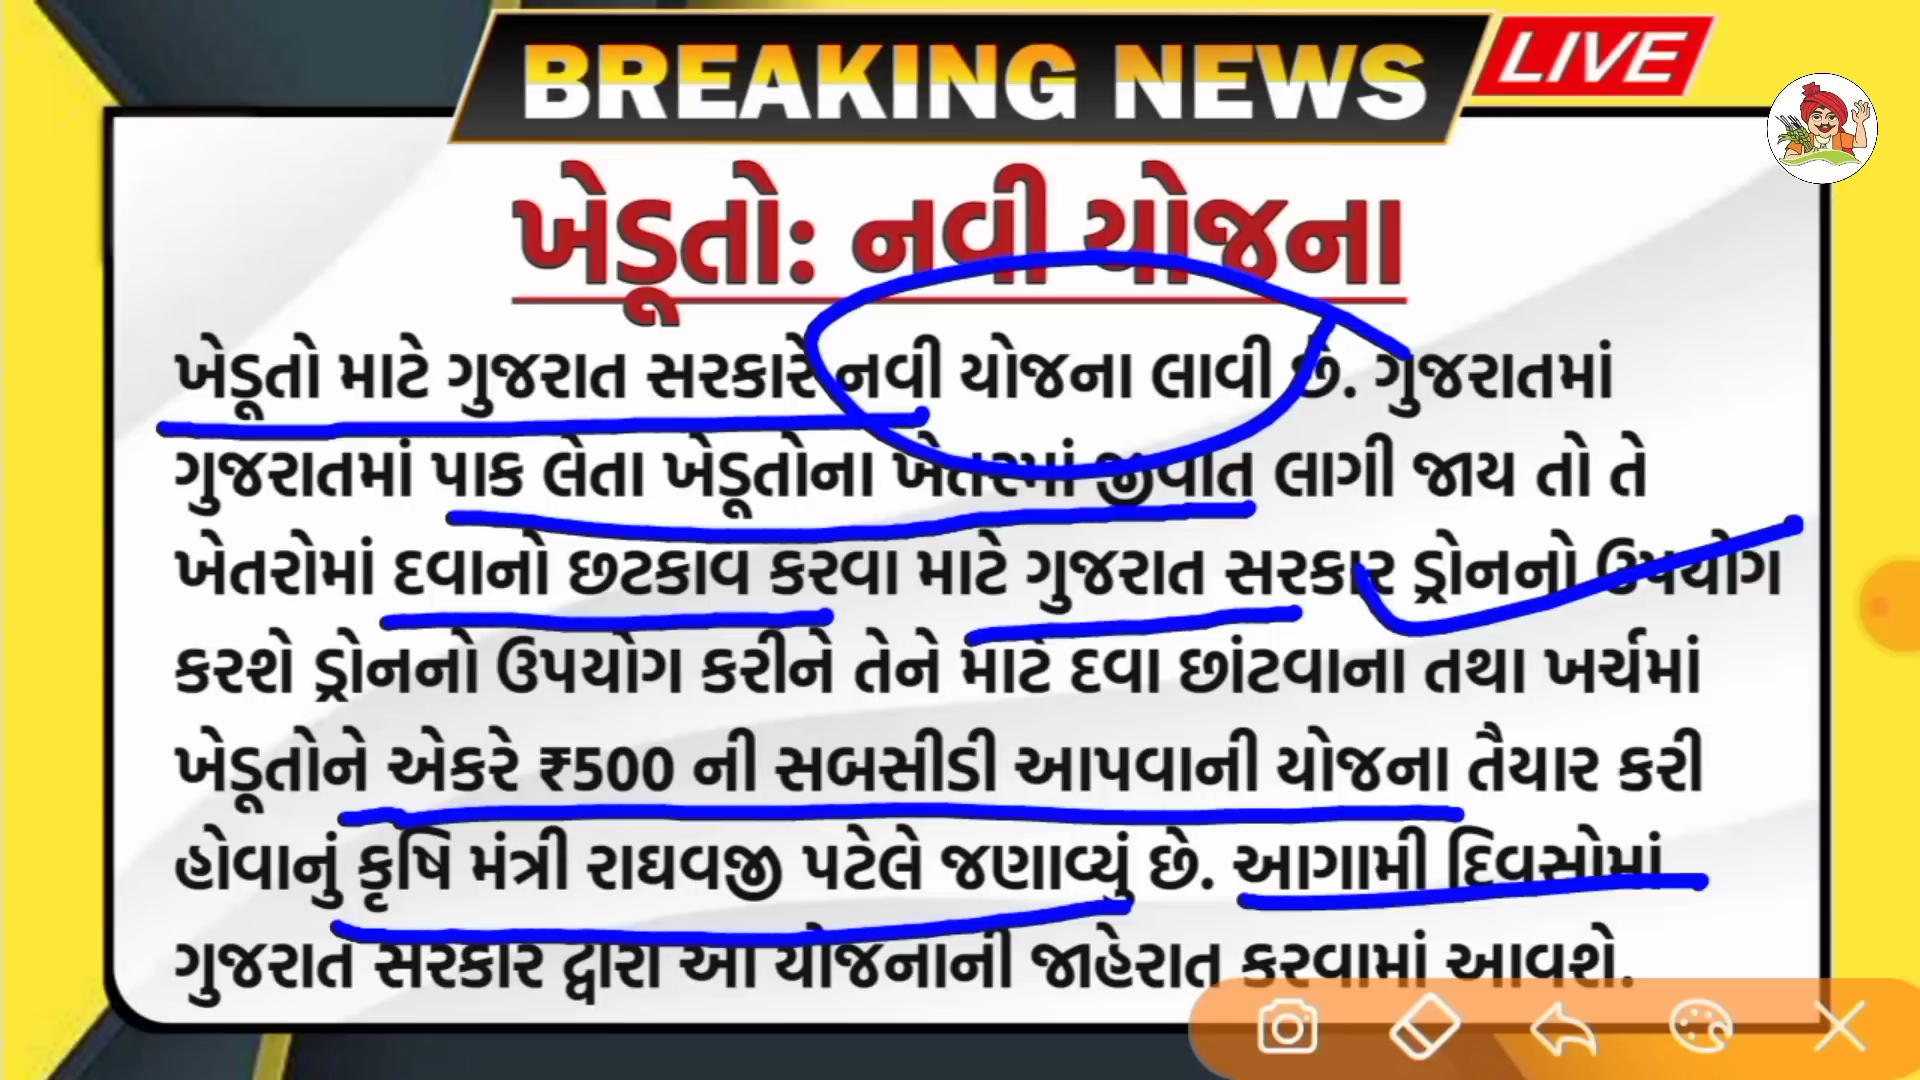 BREAKING NEWS
LIVE
ખેડૂતો: નવી યોજના
ખેડૂતો માટે ગુજરાત સરકારે નવી યોજના લાવી છે. ગુજરાતમાં
ગુજરાતમાં પાક લેતા ખેડૂતોના ખેતરમાં જીવાત લાગી જાય તો તે
ખેતરોમાં દવાનો છટકાવ કરવા માટે ગુજરાત સરકાર ડ્રોનનો ઉપયોગ
કરશે ડ્રોનનો ઉપયોગ કરીને તેને માટે દવા છાંટવાના તથા ખર્ચમાં
ખેડૂતોને એકરે ₹500 ની સબસીડી આપવાની યોજના તૈયાર કરી
હોવાનું કૃષિ મંત્રી રાઘવજી પટેલે જણાવ્યું છે. આગામી દિવસોમાં
ગુજરાત સરકાર દ્વારા આ યોજનાની જાહેરાત કરવામાં આવશે.